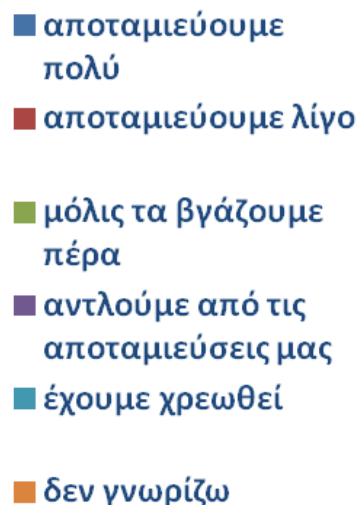 αποταμιεύουμε
πολύ
αποταμιεύουμε λίγο
μόλις τα βγάζουμε
πέρα
αντλούμε από τις
αποταμιεύσεις μας
έχουμε χρεωθεί
δεν γνωρίζω